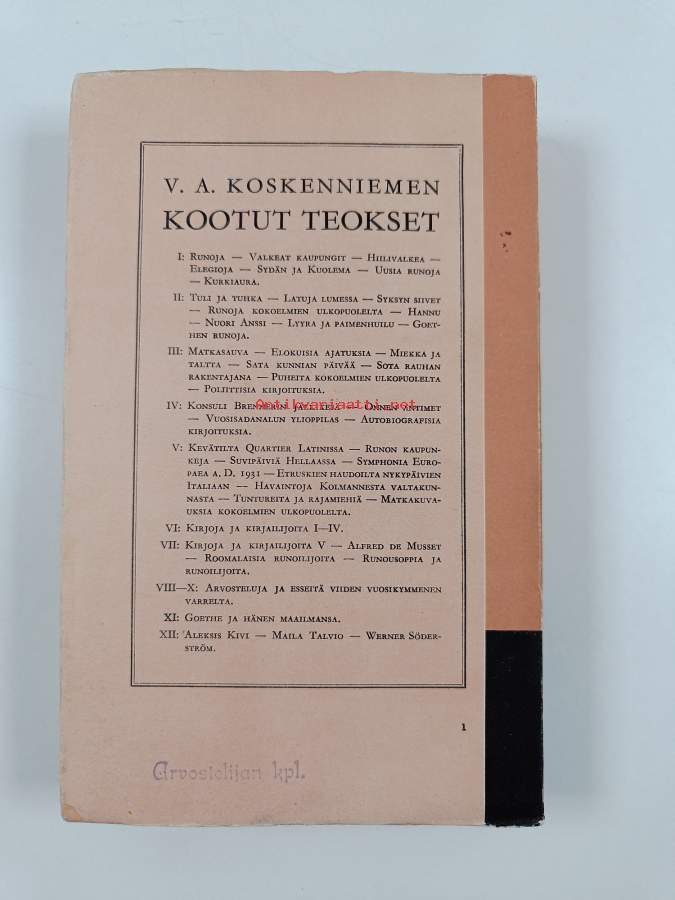 V. A. KOSKENNIEMEN
KOOTUT TEOKSET
I: RUNOJA — VALKEAT KAUPUNGIT — HIILIVALKEA —
ELEGIOJA — SYDÄN JA KUOLEMA — UUSIA RUNOJA
— KURKIAURA.
II: TULI JA TUHKA — LATUJA LUMESSA — SYKSYN SIIVET
— RUNOJA KOKOELMIEN ULKOPUOLELTA — HANNU
— NUORI ANSSI — LYYRA JA PAIMENHUILU — GOET-
HEN RUNOJA.
III: MATKASAUVA — ELOKUISIA AJATUKSIA — MIEKKA JA
TALTTA — SATA KUNNIAN PÄIVÄÄ — SOTA RAUHAN
RAKENTAJANA — PUHEITA KOKOELMIEN ULKOPUOLELTA
— POLIITTISIA KIRJOITUKSIA.
IV: KONSULI BRENNERIN JÄLKIKESÄ — ONNEN ANTIMET
Antikvariaatti.net
— VUOSISADANALUN YLIOPPILAS — AUTOBIOGRAFISIA
KIRJOITUKSIA.
V: KEVÄTILTA QUARTIER LATINISSA — RUNON KAUPUN-
KEJA — SUVIPÄIVIÄ HELLAASSA — SYMPHONIA EURO-
PAEA A. D. 1931 — ETRUSKIEN HAUDOILTA NYKYPÄIVIEN
ITALIAAN — HAVAINTOJA KOLMANNESTA VALTAKUN-
NASTA — TUNTUREITA JA RAJAMIEHIÄ — MATKAKUVA-
UKSIA KOKOELMIEN ULKOPUOLELTA.
VI: KIRJOJA JA KIRJAILIJOITA I—IV.
VII: KIRJOJA JA KIRJAILIJOITA V — ALFRED DE MUSSET
— ROOMALAISIA RUNOILIJOITA — RUNOUSOPPIA JA
RUNOILIJOITA.
VIII—X: ARVOSTELUJA JA ESSEITÄ VIIDEN VUOSIKYMMENEN
VARRELTA.
XI: GOETHE JA HÄNEN MAAILMANSA.
XII: ALEKSIS KIVI — MAILA TALVIO — WERNER SÖDER-
STRÖM.
1
Arvostelijan kpl.